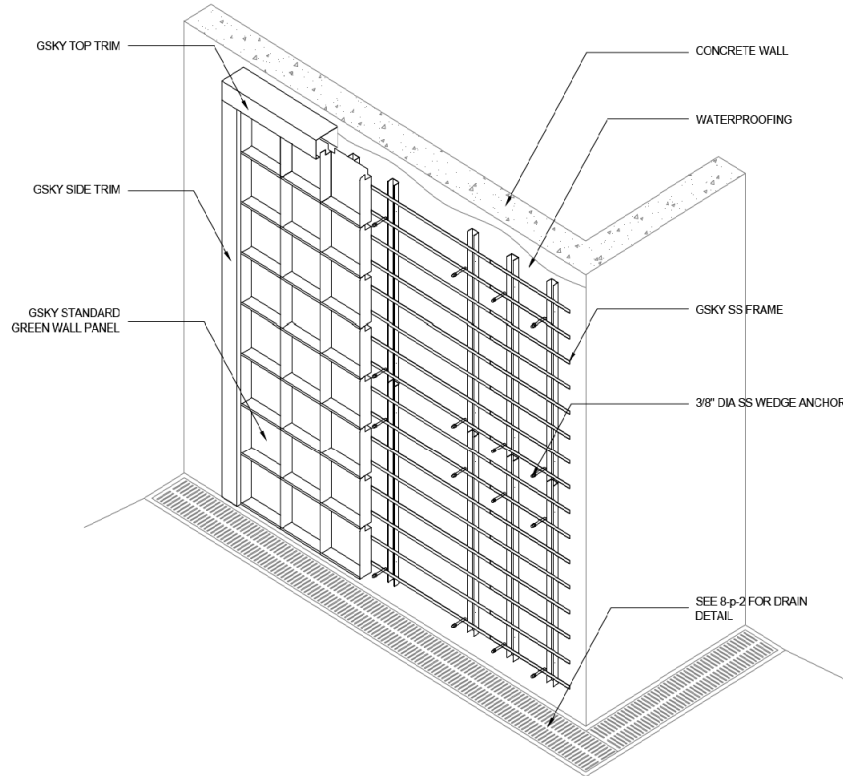 GSKY TOP TRIM
CONCRETE WALL
WATERPROOFING
GSKY SIDE TRIM
GSKY STANDARD
GREEN WALL PANEL
GSKY SS FRAME
3/8" DIA SS WEDGE ANCHOR
SEE 8-p-2 FOR DRAIN
DETAIL